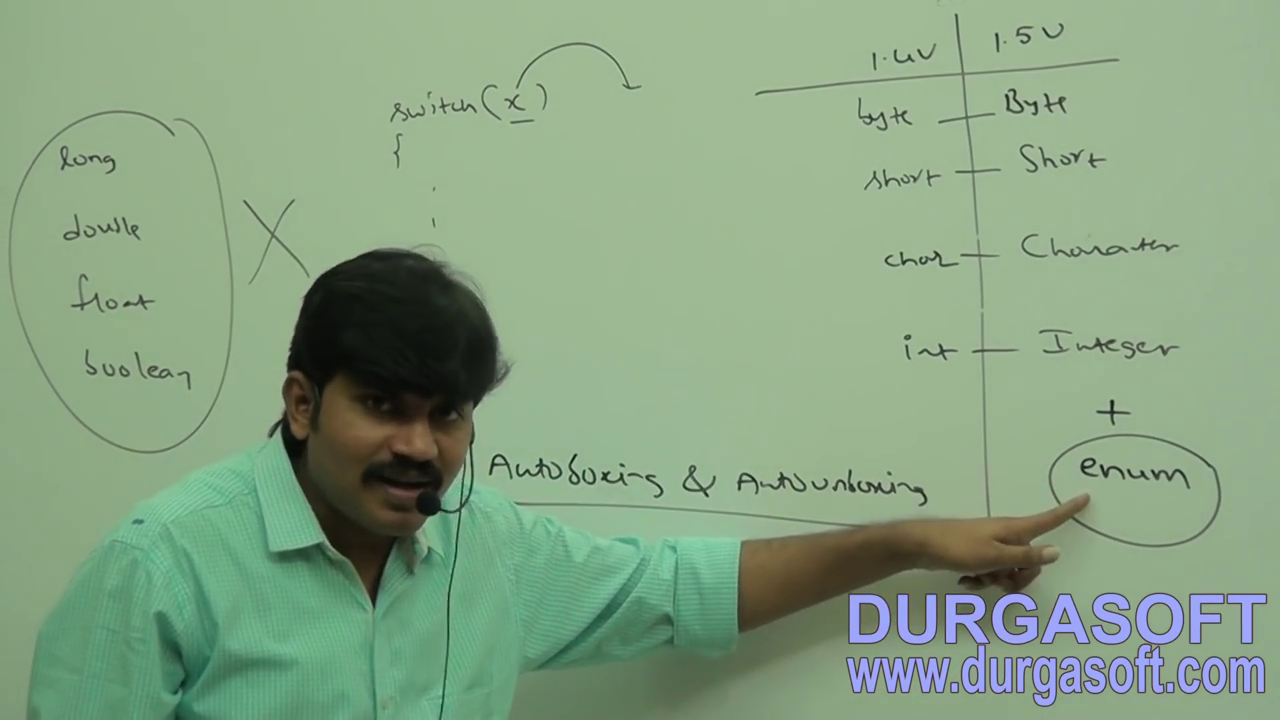 long
double
float
boolean
switch(x)
{
1.4V 1.5V
byte Byte
short Short
char Character
int Integer
+
enum
Autoboxing & Autounboxing
DURGASOFT
www.durgasoft.com